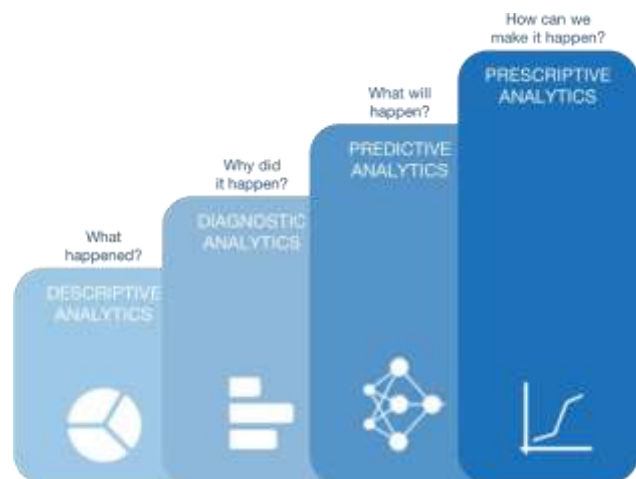 What
happened?
DESCRIPTIVE
ANALYTICS
Why did
it happen?
DIAGNOSTIC
ANALYTICS
What will
happen?
PREDICTIVE
ANALYTICS
How can we
make it happen?
PRESCRIPTIVE
ANALYTICS